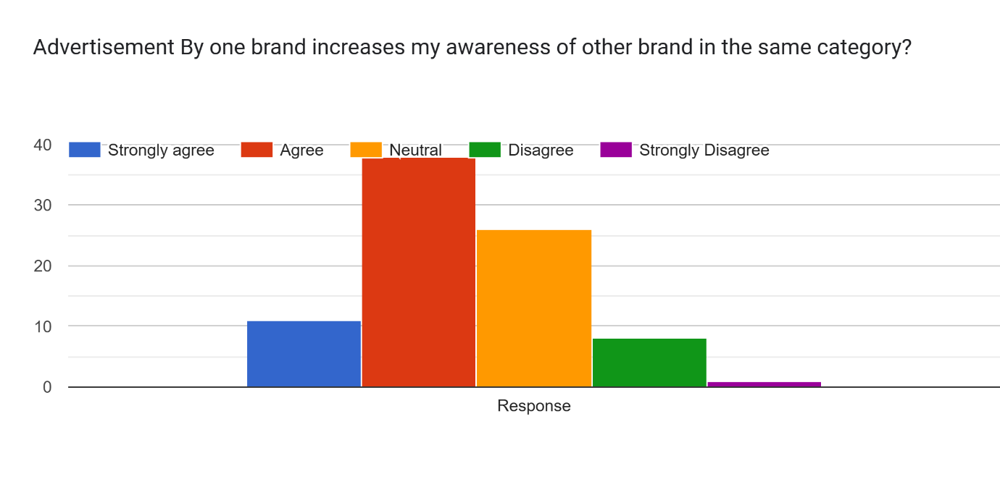 Advertisement By one brand increases my awareness of other brand in the same category?
40
Strongly agree Agree Neutral Disagree Strongly Disagree
30
20
10
0
Response